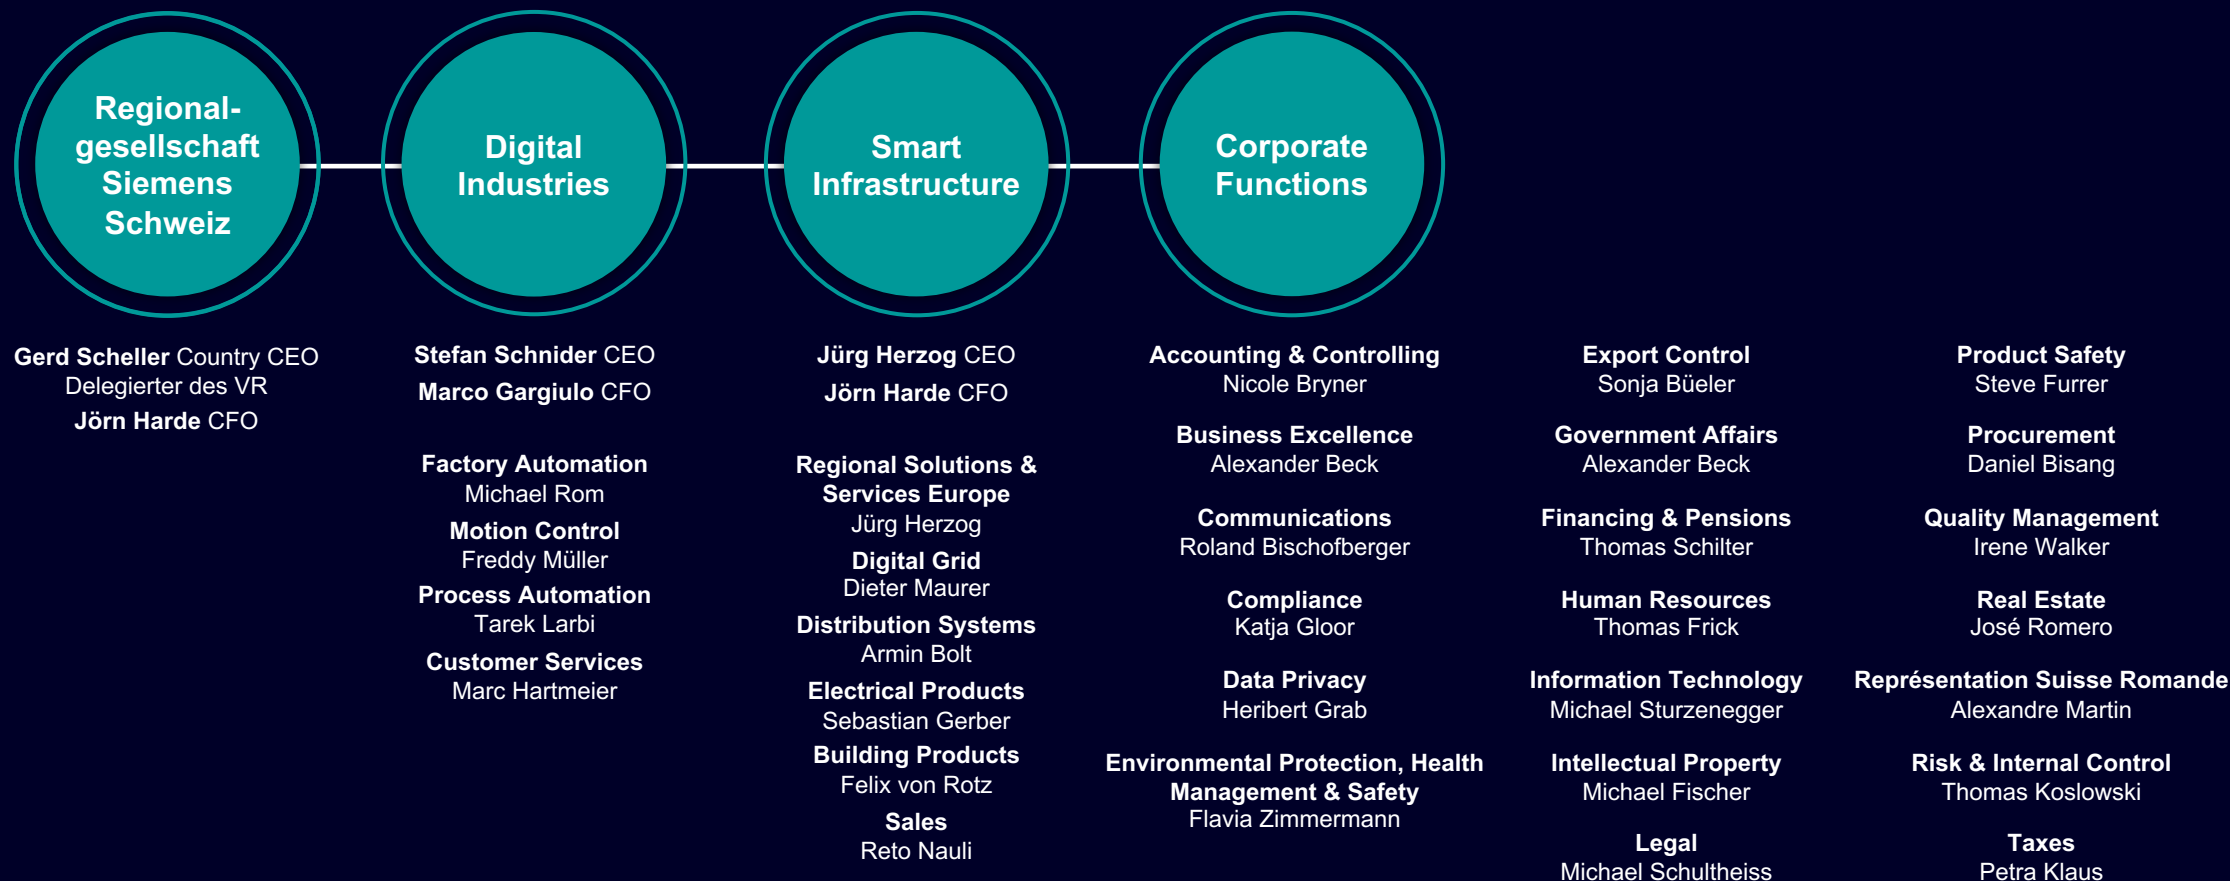 Regional-
gesellschaft
Siemens
Schweiz
Gerd Scheller Country CEO
Delegierter des VR
Jörn Harde CFO
Digital
Industries
Stefan Schnider CEO
Marco Gargiulo CFO
Factory Automation
Michael Rom
Motion Control
Freddy Müller
Process Automation
Tarek Larbi
Customer Services
Marc Hartmeier
Smart
Infrastructure
Jürg Herzog CEO
Jörn Harde CFO
Regional Solutions &
Services Europe
Jürg Herzog
Digital Grid
Dieter Maurer
Distribution Systems
Armin Bolt
Electrical Products
Sebastian Gerber
Building Products
Felix von Rotz
Sales
Reto Nauli
Corporate
Functions
Accounting & Controlling
Nicole Bryner
Business Excellence
Alexander Beck
Communications
Roland Bischofberger
Compliance
Katja Gloor
Data Privacy
Heribert Grab
Environmental Protection, Health
Management & Safety
Flavia Zimmermann
Export Control
Sonja Büeler
Government Affairs
Alexander Beck
Financing & Pensions
Thomas Schilter
Human Resources
Thomas Frick
Information Technology
Michael Sturzenegger
Intellectual Property
Michael Fischer
Legal
Michael Schultheiss
Product Safety
Steve Furrer
Procurement
Daniel Bisang
Quality Management
Irene Walker
Real Estate
José Romero
Représentation Suisse Romande
Alexandre Martin
Risk & Internal Control
Thomas Koslowski
Taxes
Petra Klaus